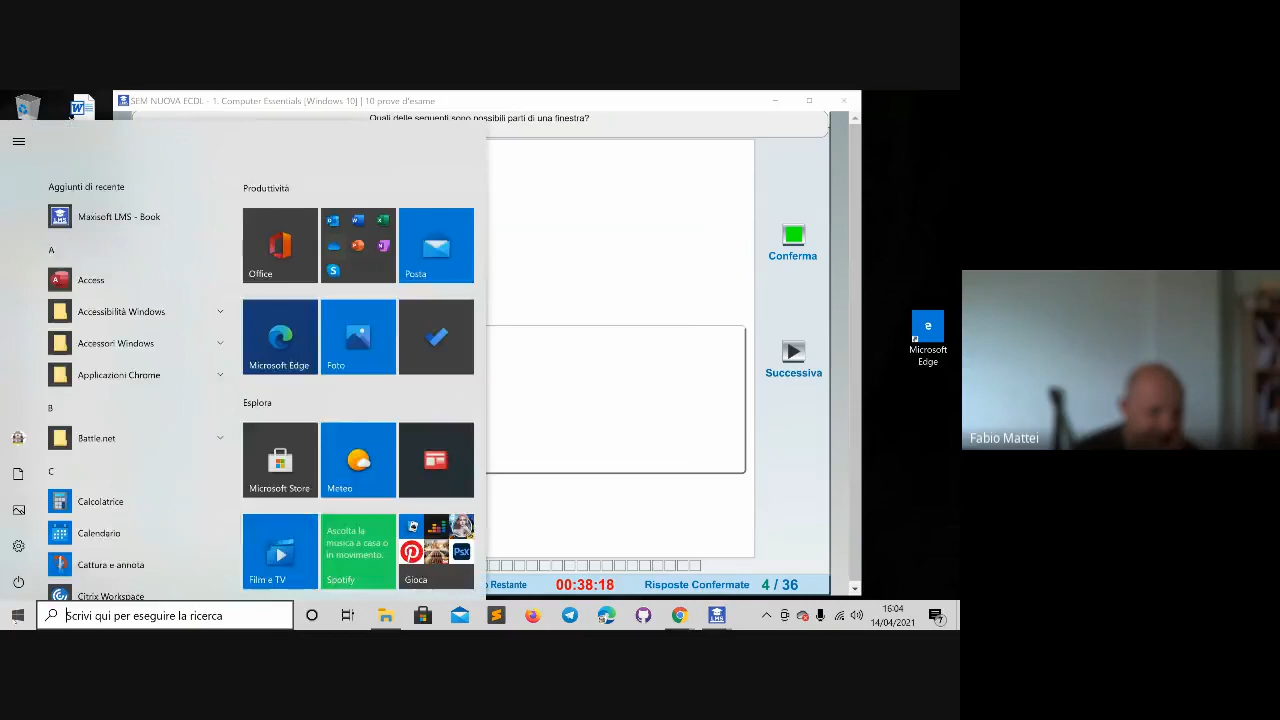 SEM NUOVA ECDL - 1. Computer Essentials [Windows 10] | 10 prove d'esame
Quali delle seguenti sono possibili parti di una finestra?
Aggiunti di recente
Maxisoft LMS - Book
A
Access
Accessibilità Windows
Accessori Windows
Applicazioni Chrome
B
Battle.net
C
Calcolatrice
Calendario
Cattura e annota
Citrix Workspace
Produttività
Office
Posta
Microsoft Edge
Foto
Esplora
Microsoft Store
Meteo
Film e TV
Ascolta la
musica a casa o
in movimento.
Spotify
Gioca
Conferma
Successiva
o Restante
00:38:18
Risposte Confermate
4 / 36
Microsoft
Edge
Fabio Mattei
Scrivi qui per eseguire la ricerca
LMS
16:04
14/04/2021
7